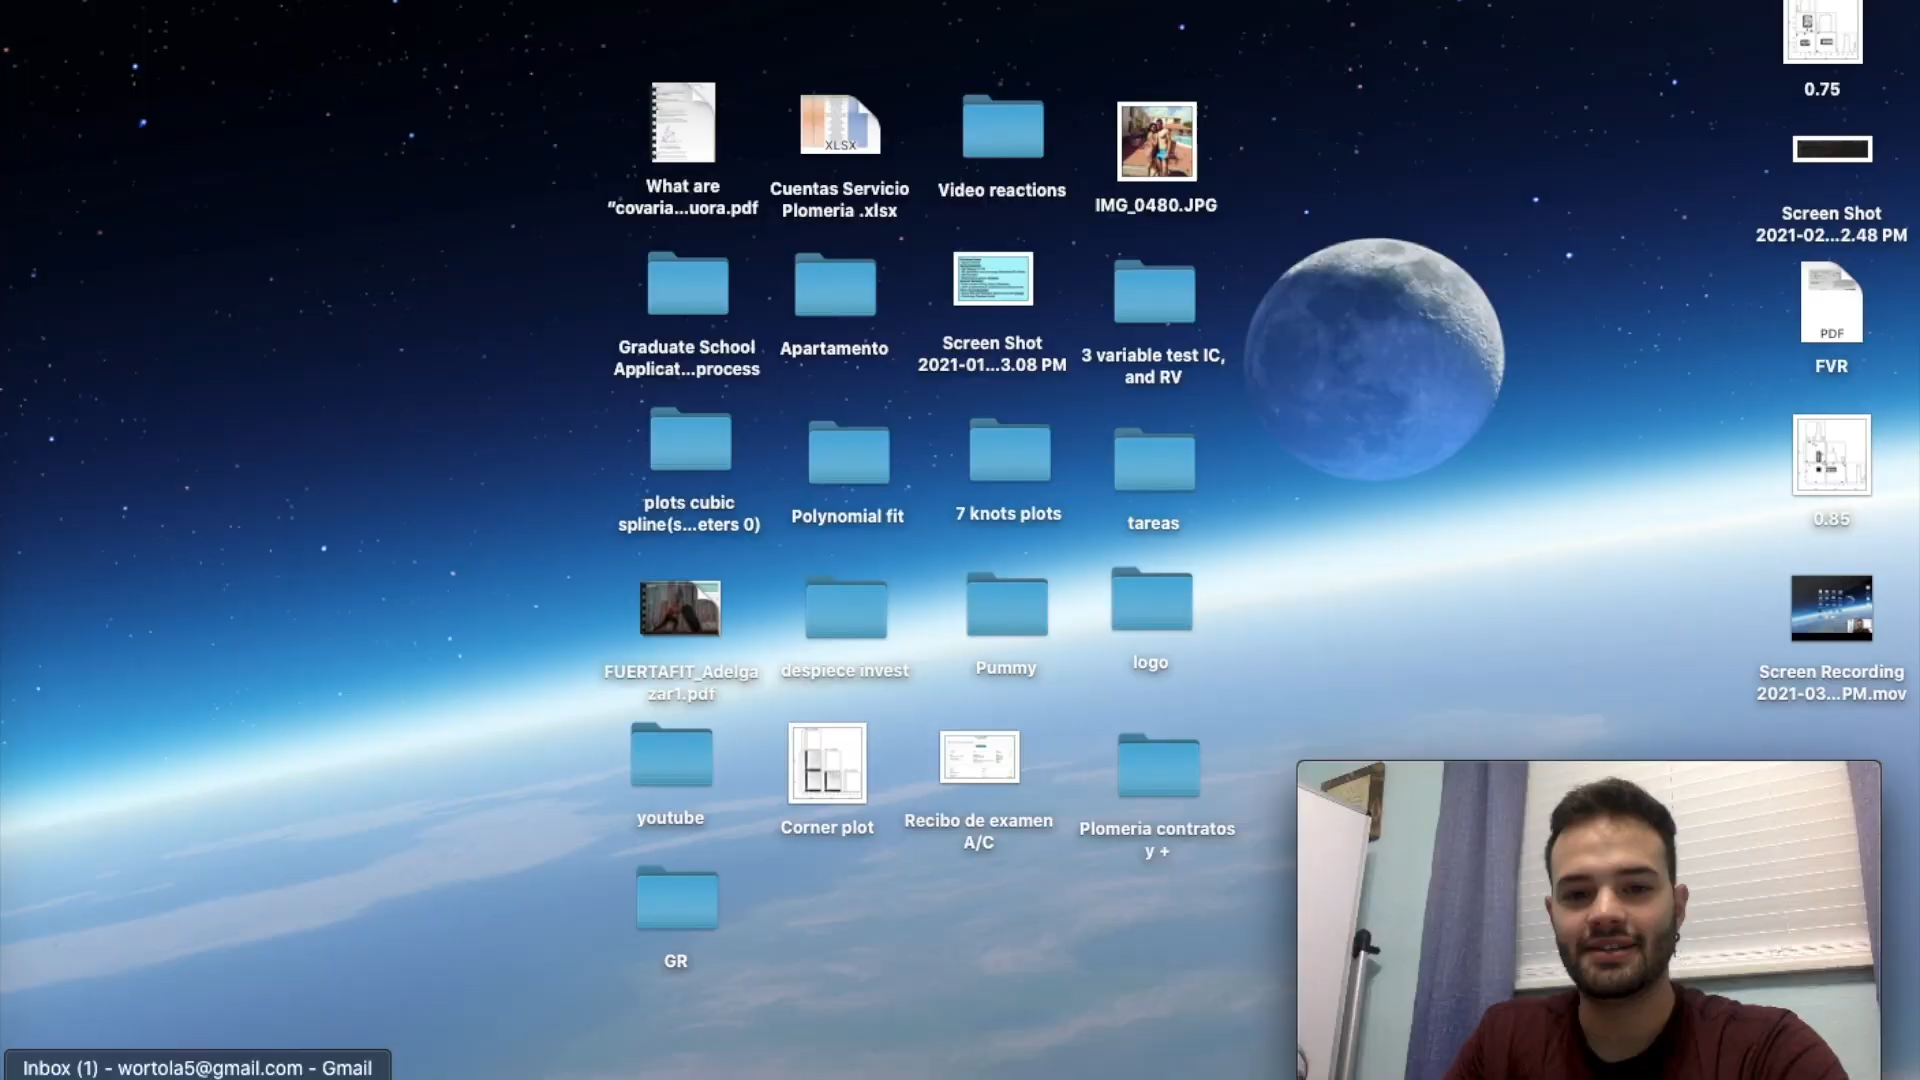 0.75
What are
“covaria...uora.pdf
XLSX
Cuentas Servicio
Plomeria .xlsx
Video reactions
IMG_0480.JPG
Screen Shot
2021-02...2.48 PM
Graduate School
Applicat...process
Apartamento
Screen Shot
2021-01...3.08 PM
3 variable test IC,
and RV
PDF
FVR
plots cubic
spline(s...eters 0)
Polynomial fit
7 knots plots
tareas
0.85
FUERTAFIT_Adelga
zar1.pdf
despiece invest
Pummy
logo
Screen Recording
2021-03...PM.mov
youtube
Corner plot
Recibo de examen
A/C
Plomeria contratos
y +
GR
Inbox (1) - wortola5@gmail.com - Gmail